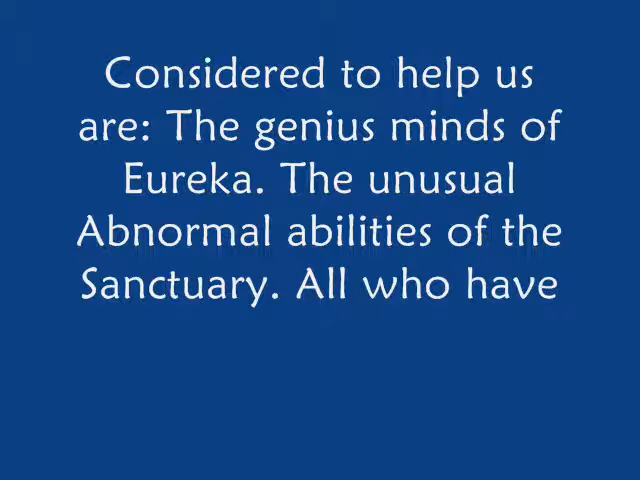 Considered to help us
are: The genius minds of
Eureka. The unusual
Abnormal abilities of the
Sanctuary. All who have